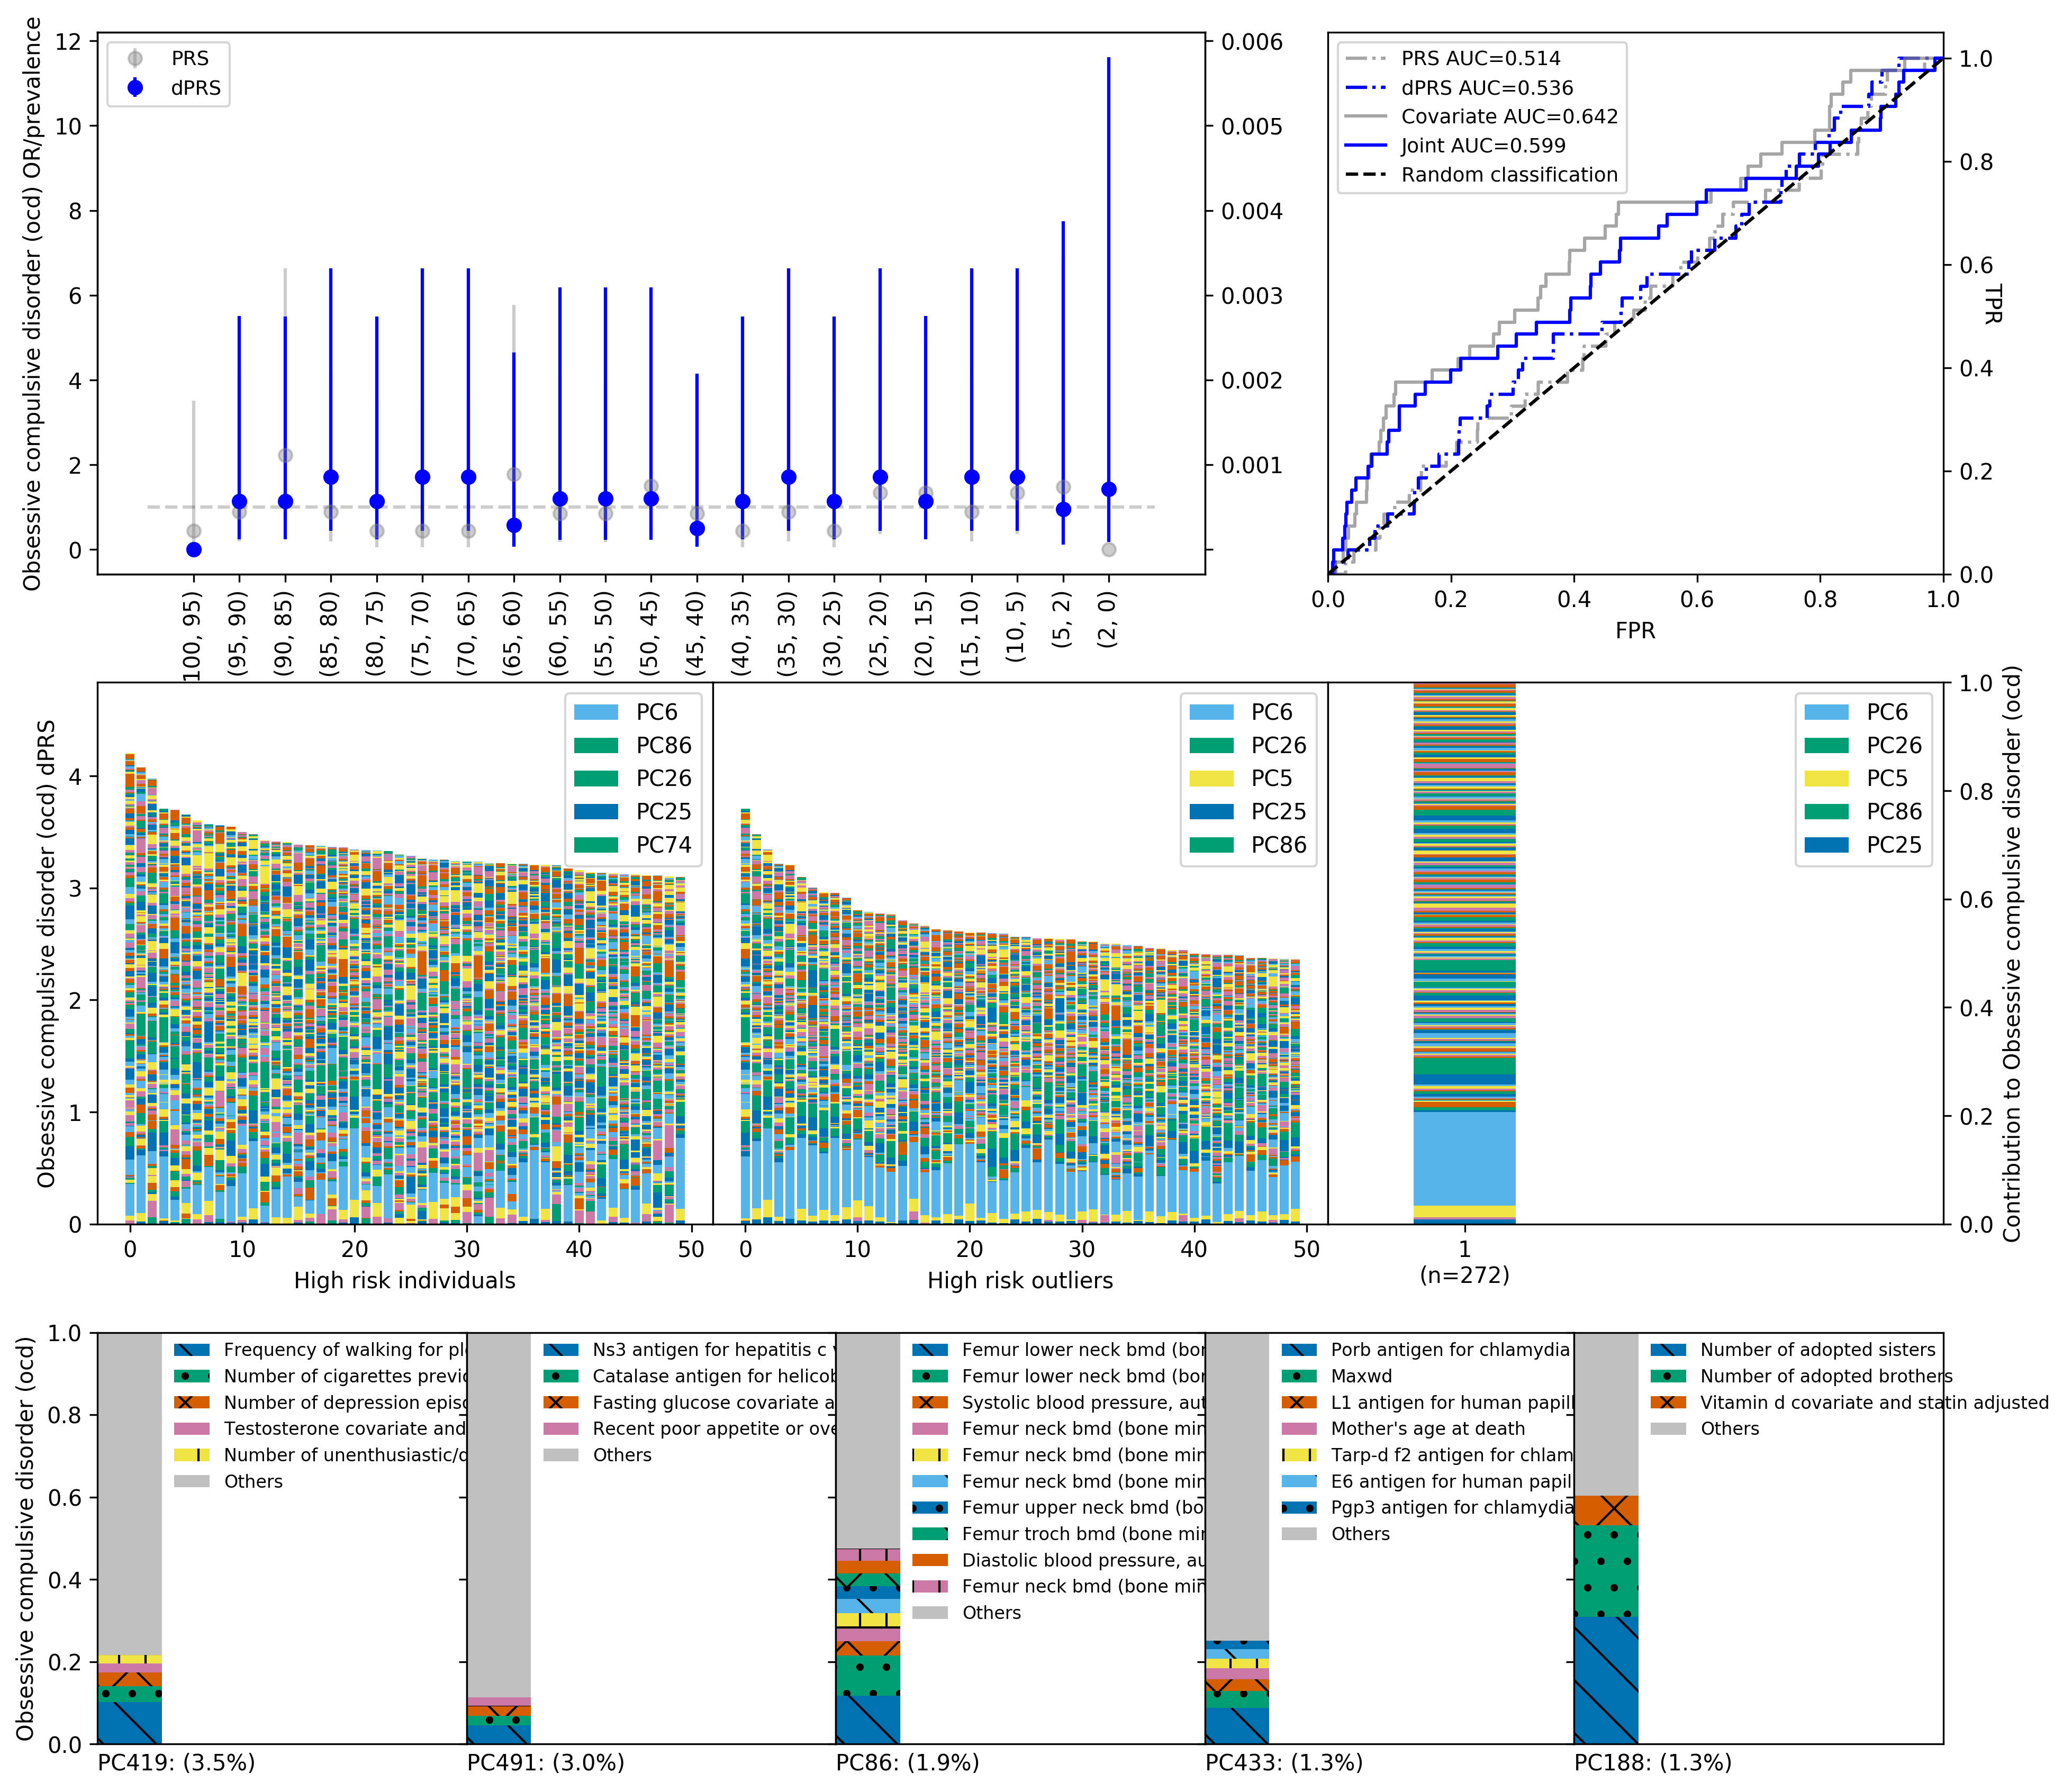 Obsessive compulsive disorder (ocd) OR/prevalence
12
10
8
6
4
2
0
PRS
dPRS
0.006
0.005
0.004
0.003
0.002
0.001
100, 95)
(95, 90)
(90, 85)
(85, 80)
(80, 75)
(75, 70)
(70, 65)
(65, 60)
(60, 55)
(55, 50)
(50, 45)
(45, 40)
(40, 35)
(35, 30)
(30, 25)
(25, 20)
(20, 15)
(15, 10)
(10, 5)
(5, 2)
(2, 0)
PRS AUC=0.514
dPRS AUC=0.536
Covariate AUC=0.642
Joint AUC=0.599
Random classification
1.0
0.8
0.6
0.4
0.2
0.0
TPR
0.0
0.2
0.4
0.6
0.8
1.0
FPR
Obsessive compulsive disorder (ocd) dPRS
4
3
2
1
0
PC6
PC86
PC26
PC25
PC74
0
10
20
30
40
50
High risk individuals
PC6
PC26
PC5
PC25
PC86
0
10
20
30
40
50
High risk outliers
PC6
PC26
PC5
PC86
PC25
1
(n=272)
1.0
0.8
0.6
0.4
0.2
0.0
Contribution to Obsessive compulsive disorder (ocd)
Obsessive compulsive disorder (ocd)
1.0
0.8
0.6
0.4
0.2
0.0
Frequency of walking for pl
Number of cigarettes previo
Number of depression episo
Testosterone covariate and
Number of unenthusiastic/d
Others
PC419: (3.5%)
Ns3 antigen for hepatitis c v
Catalase antigen for helicob
Fasting glucose covariate a
Recent poor appetite or ove
Others
PC491: (3.0%)
Femur lower neck bmd (bon
Femur lower neck bmd (bon
Systolic blood pressure, aut
Femur neck bmd (bone min
Femur neck bmd (bone min
Femur neck bmd (bone min
Femur upper neck bmd (bo
Femur troch bmd (bone min
Diastolic blood pressure, au
Femur neck bmd (bone min
Others
PC86: (1.9%)
Porb antigen for chlamydia
Maxwd
L1 antigen for human papill
Mother's age at death
Tarp-d f2 antigen for chlam
E6 antigen for human papil
Pgp3 antigen for chlamydia
Others
PC433: (1.3%)
Number of adopted sisters
Number of adopted brothers
Vitamin d covariate and statin adjusted
Others
PC188: (1.3%)